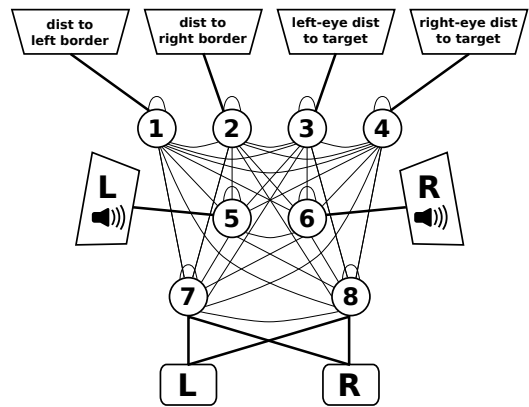 dist to
left border
dist to
right border
left-eye dist
to target
right-eye dist
to target
1
2
3
4
L
5
6
R
7
8
L
R